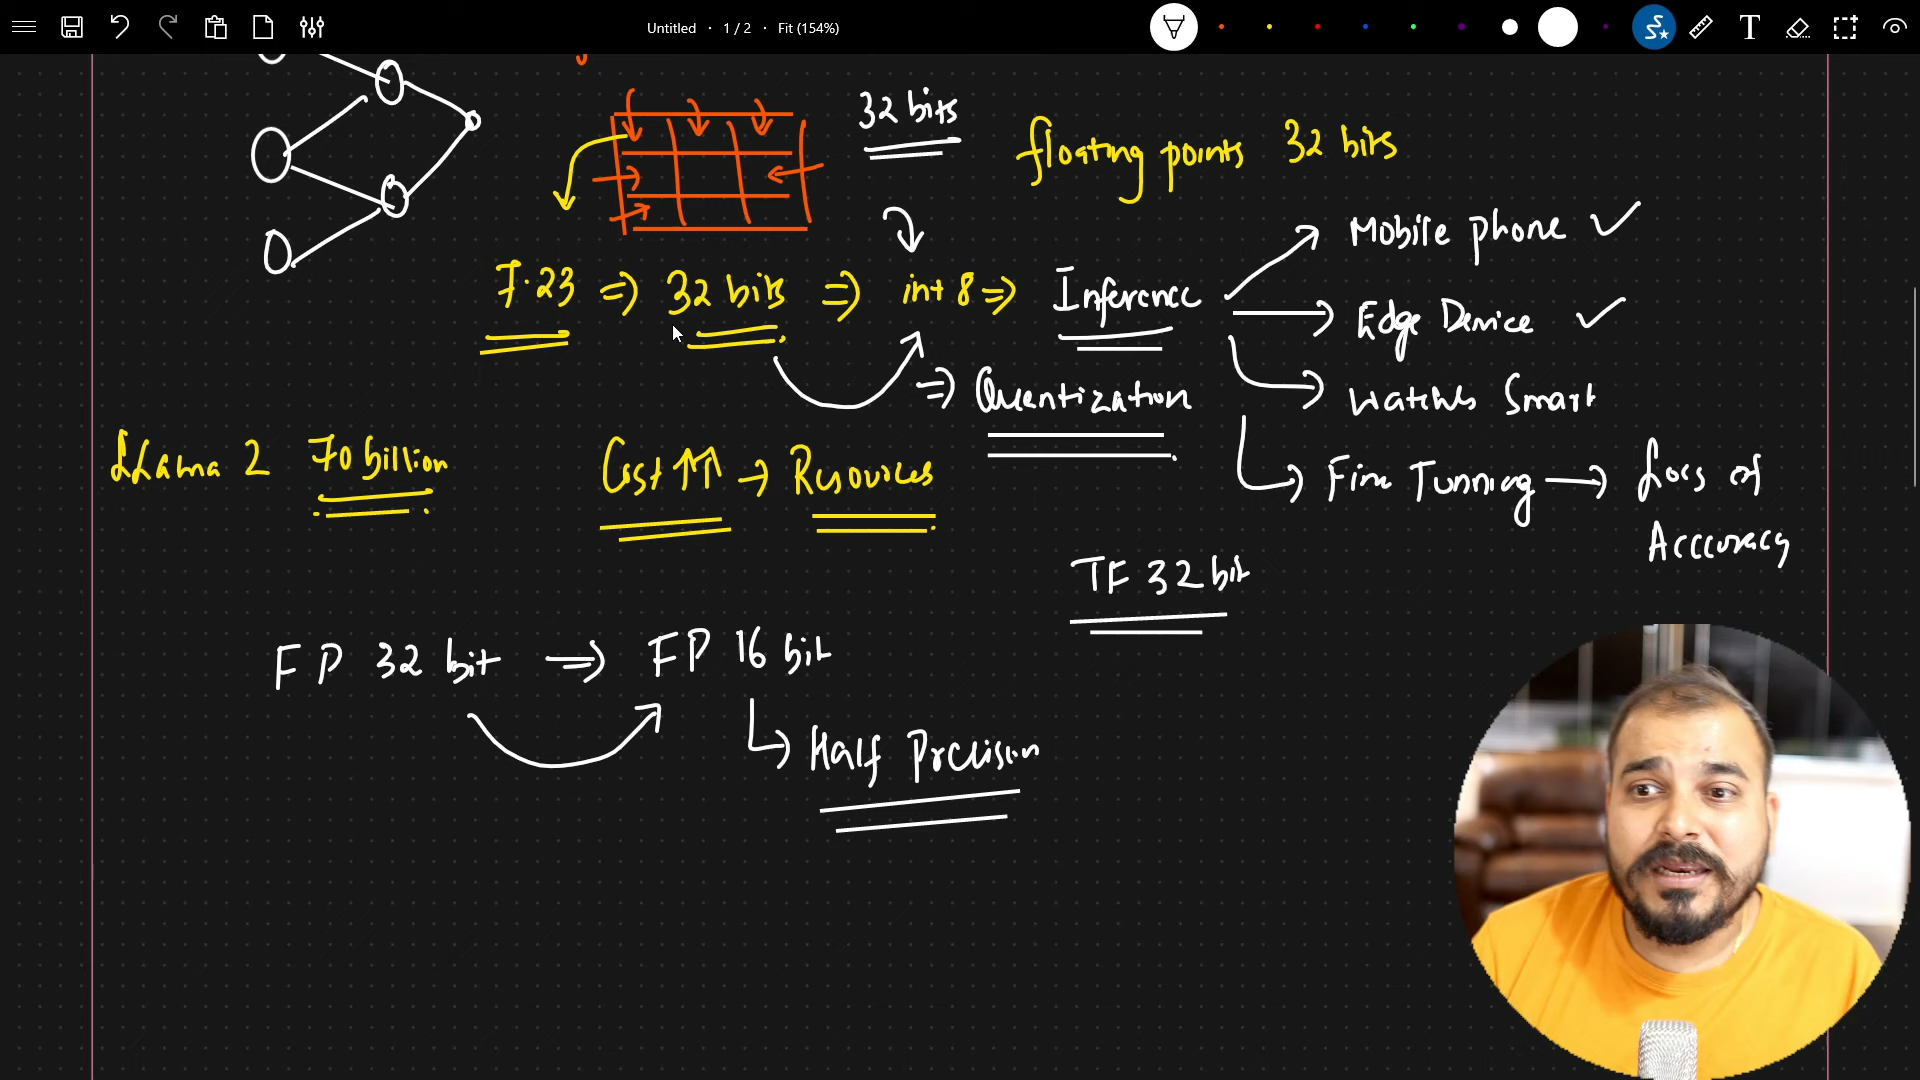 Untitled · 1 / 2 · Fit (154%)
T
32 bits
floating points 32 bits
Mobile phone ✓
7.23 ⇒ 32 bits ⇒ int 8 ⇒ Inference
Edge Device ✓
⇒ Quantization
Watches Smart
LLama 2 70 billion
Cost ↑↑ → Resources
Fine Tunning → Loss of
Acccuracy
TF 32 bit
FP 32 bit ⇒ FP 16 bit
Half Precision